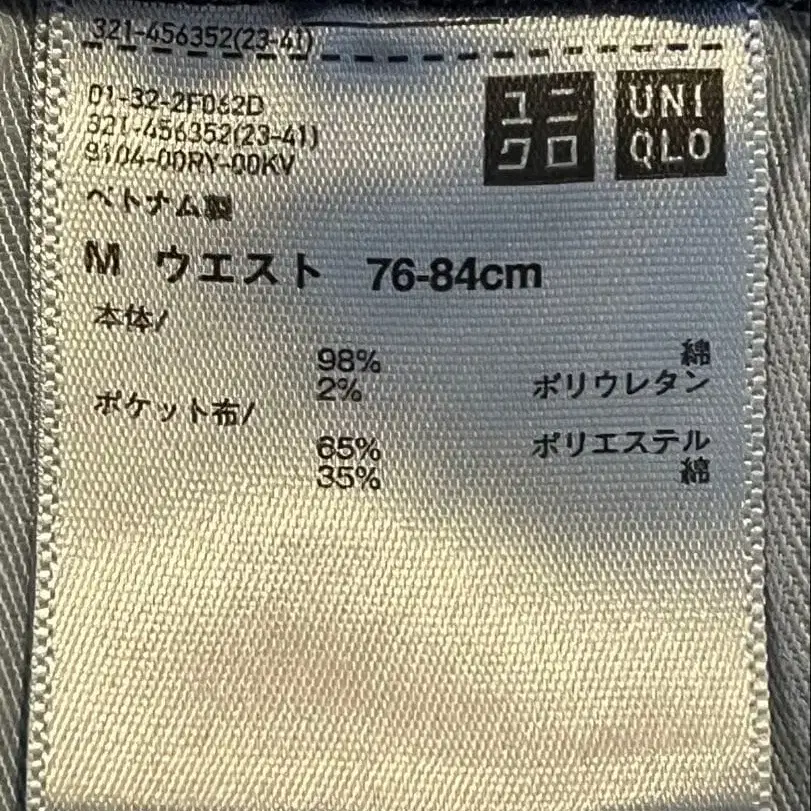 321-456352(23-41)
ユニ
クロ
UNI
QLO
01-32-2F062D
321-456352(23-41)
9104-00RY-00KV
ベトナム製
M ウエスト 76-84cm
本体/
98% 綿
2% ポリウレタン
ポケット布/
65% ポリエステル
35% 綿